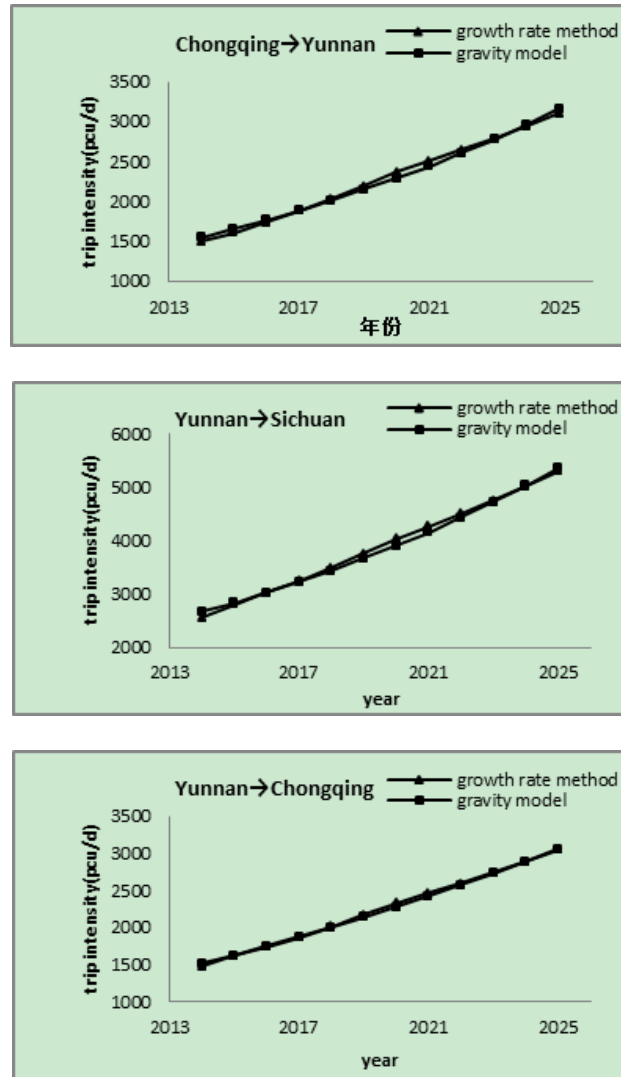 Chongqing→Yunnan
growth rate method
gravity model
trip intensity(pcu/d)
3500
3000
2500
2000
1500
1000
2013 2017 2021 2025
年份
Yunnan→Sichuan
growth rate method
gravity model
trip intensity(pcu/d)
6000
5000
4000
3000
2000
2013 2017 2021 2025
year
Yunnan→Chongqing
growth rate method
gravity model
trip intensity(pcu/d)
3500
3000
2500
2000
1500
1000
2013 2017 2021 2025
year